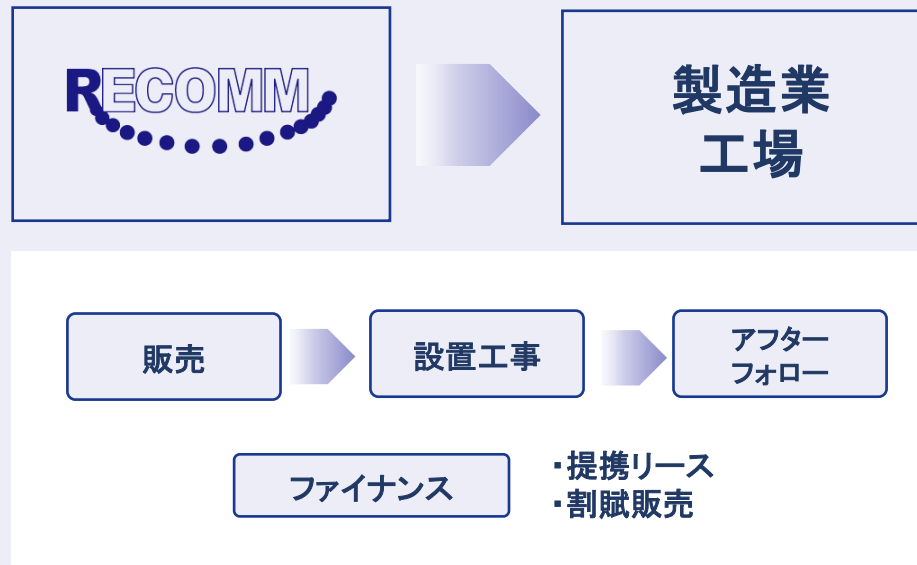 RECOMM
製造業
工場
販売
設置工事
アフター
フォロー
ファイナンス
・提携リース
・割賦販売